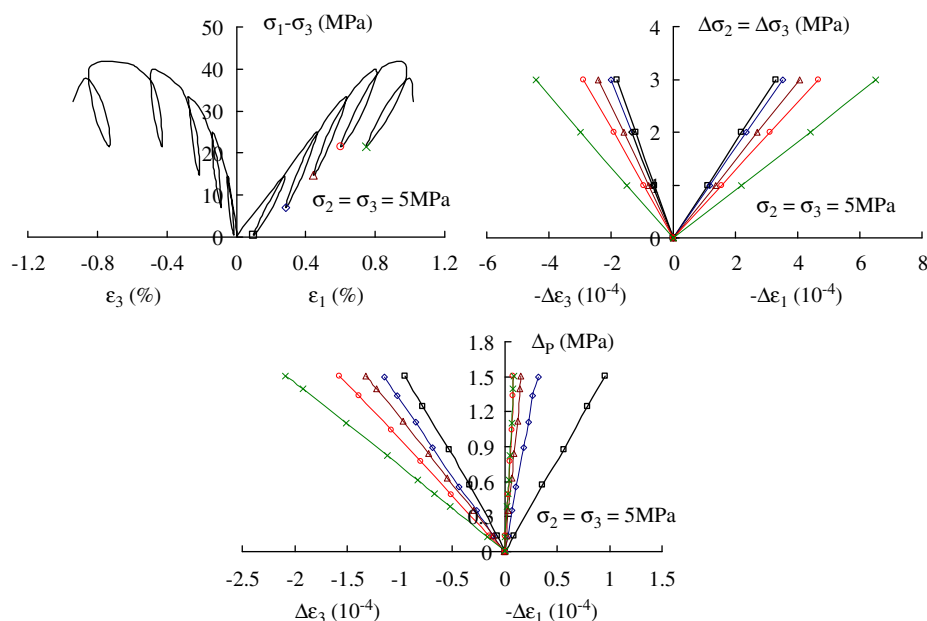 σ1-σ3 (MPa)
50
40
30
20
10
0
σ2 = σ3 = 5MPa
-1.2 -0.8 -0.4 0 0.4 0.8 1.2
ε3 (%) ε1 (%)
Δσ2 = Δσ3 (MPa)
4
3
2
1
0
σ2 = σ3 = 5MPa
-6 -4 -2 0 2 4 6 8
-Δε3 (10-4) -Δε1 (10-4)
ΔP (MPa)
1.8
1.5
1.2
0.9
0.6
0.3
0
σ2 = σ3 = 5MPa
-2.5 -2 -1.5 -1 -0.5 0 0.5 1 1.5
Δε3 (10-4) -Δε1 (10-4)